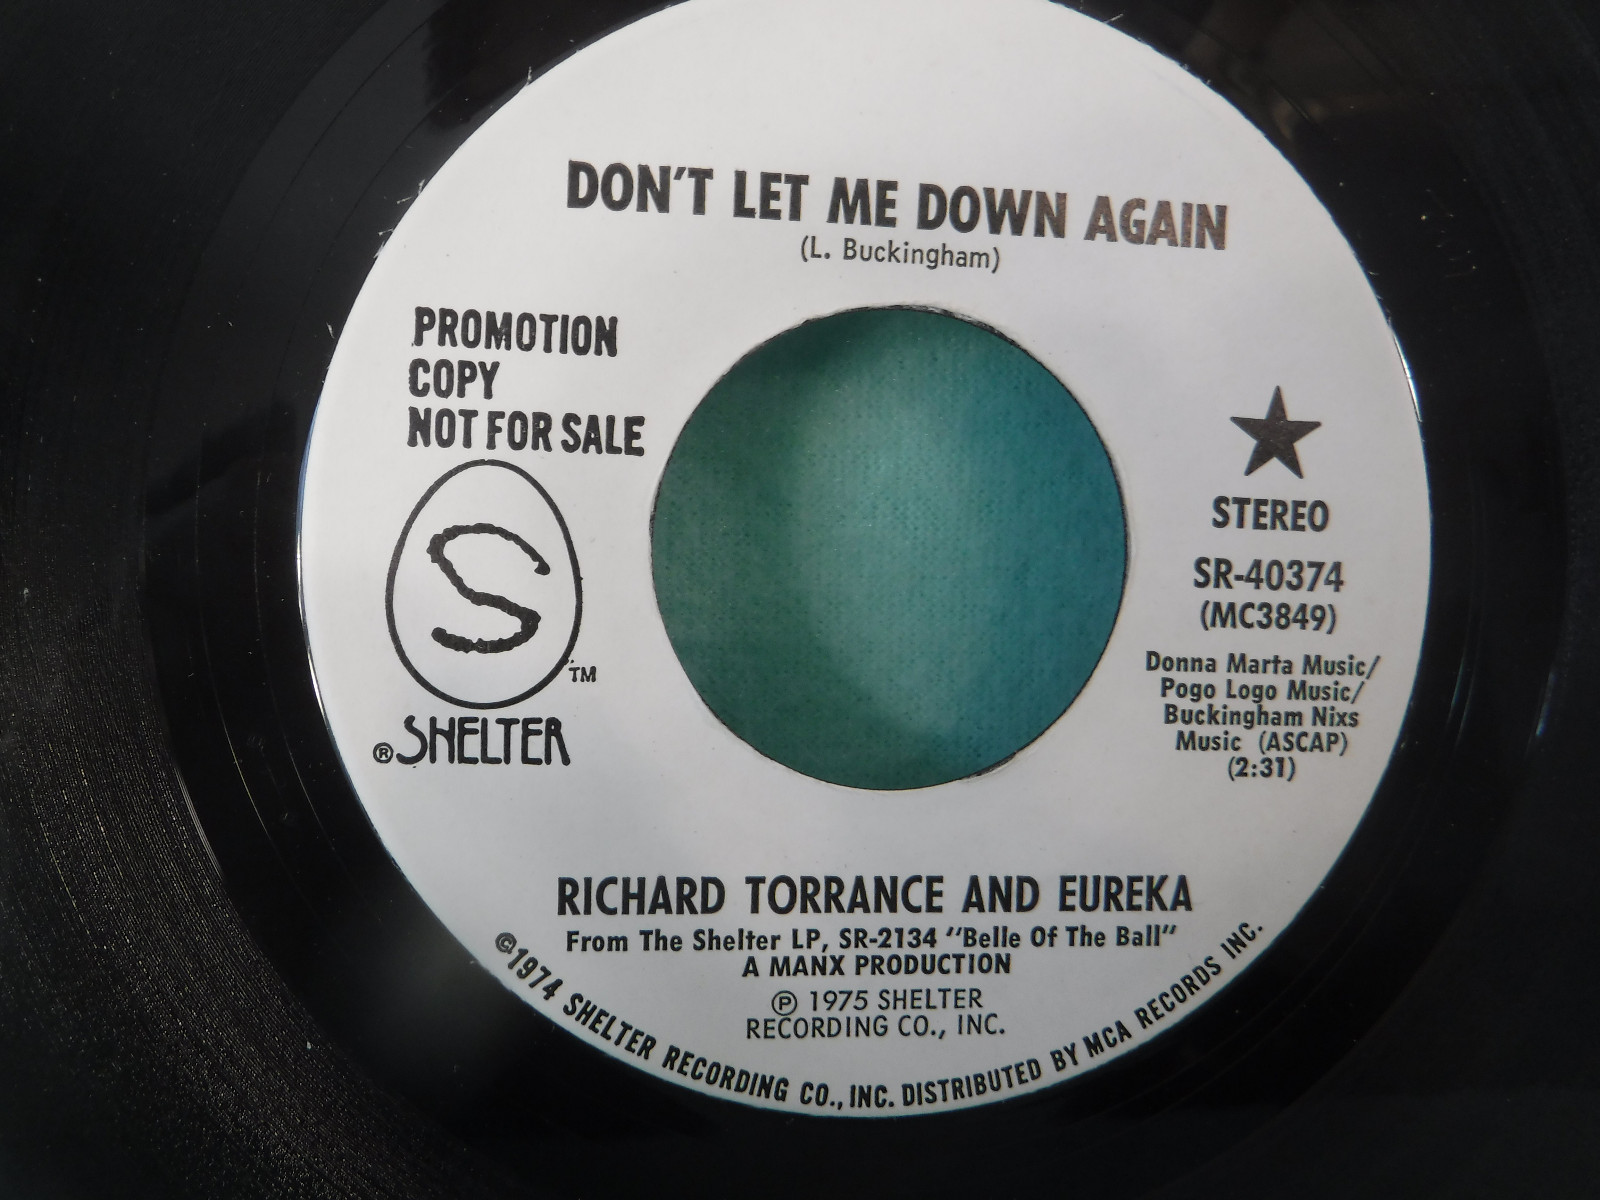 DON'T LET ME DOWN AGAIN
(L. Buckingham)
PROMOTION
COPY
NOT FOR SALE
S
TM
® SHELTER
★
STEREO
SR-40374
(MC3849)
Donna Marta Music/
Pogo Logo Music/
Buckingham Nixs
Music (ASCAP)
(2:31)
RICHARD TORRANCE AND EUREKA
From The Shelter LP, SR-2134 "Belle Of The Ball"
A MANX PRODUCTION
℗ 1975 SHELTER
RECORDING CO., INC.
©1974 SHELTER RECORDING CO., INC. DISTRIBUTED BY MCA RECORDS INC.